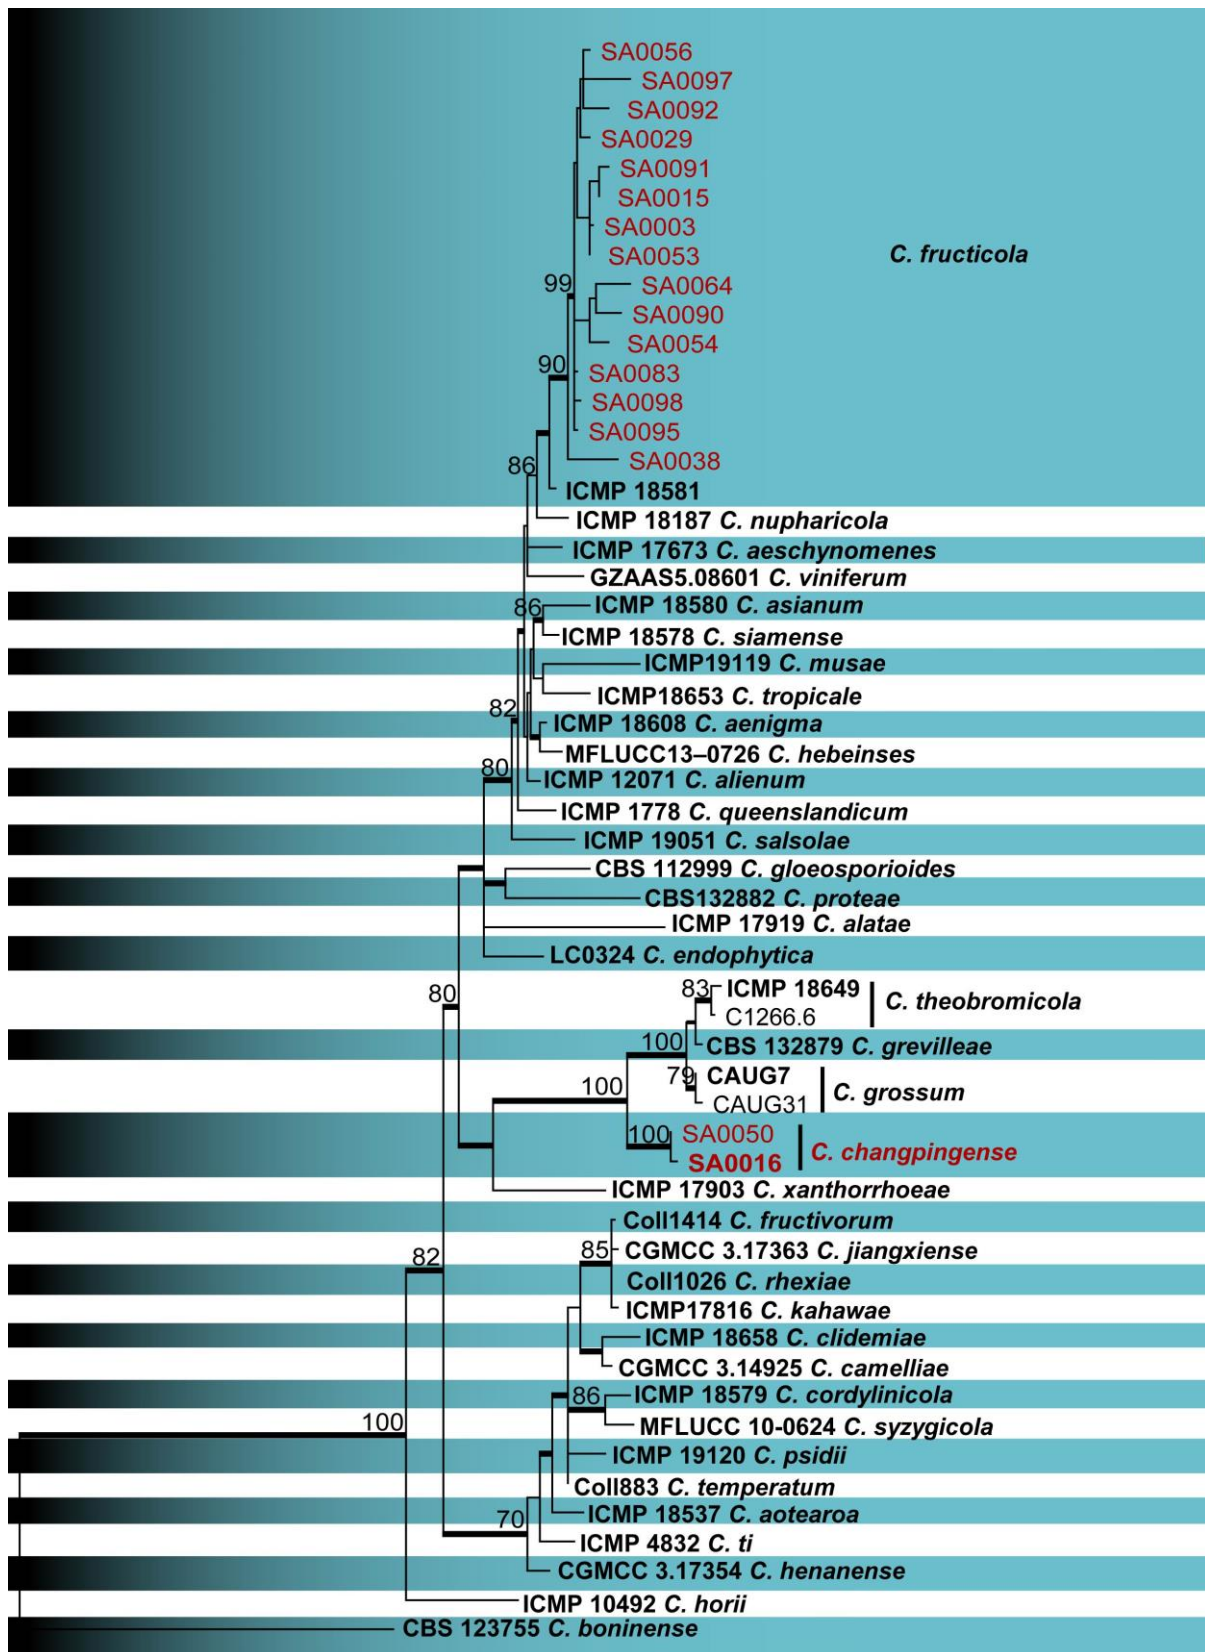 SA0056
SA0097
SA0092
SA0029
SA0091
SA0015
SA0003
SA0053
C. fructicola
99
SA0064
SA0090
SA0054
90
SA0083
SA0098
SA0095
86
SA0038
ICMP 18581
ICMP 18187 C. nupharicola
ICMP 17673 C. aeschynomenes
GZAAS5.08601 C. viniferum
86
ICMP 18580 C. asianum
ICMP 18578 C. siamense
ICMP19119 C. musae
82
ICMP18653 C. tropicale
ICMP 18608 C. aenigma
MFLUCC13–0726 C. hebeinses
80
ICMP 12071 C. alienum
ICMP 1778 C. queenslandicum
ICMP 19051 C. salsolae
CBS 112999 C. gloeosporioides
CBS132882 C. proteae
ICMP 17919 C. alatae
LC0324 C. endophytica
80
83
ICMP 18649
C. theobromicola
C1266.6
100
CBS 132879 C. grevilleae
79
CAUG7
C. grossum
100
CAUG31
100
SA0050
C. changpingense
SA0016
ICMP 17903 C. xanthorrhoeae
Coll1414 C. fructivorum
82
85
CGMCC 3.17363 C. jiangxiense
Coll1026 C. rhexiae
ICMP17816 C. kahawae
ICMP 18658 C. clidemiae
CGMCC 3.14925 C. camelliae
86
ICMP 18579 C. cordylinicola
100
MFLUCC 10-0624 C. syzygicola
ICMP 19120 C. psidii
Coll883 C. temperatum
70
ICMP 18537 C. aotearoa
ICMP 4832 C. ti
CGMCC 3.17354 C. henanense
ICMP 10492 C. horii
CBS 123755 C. boninense